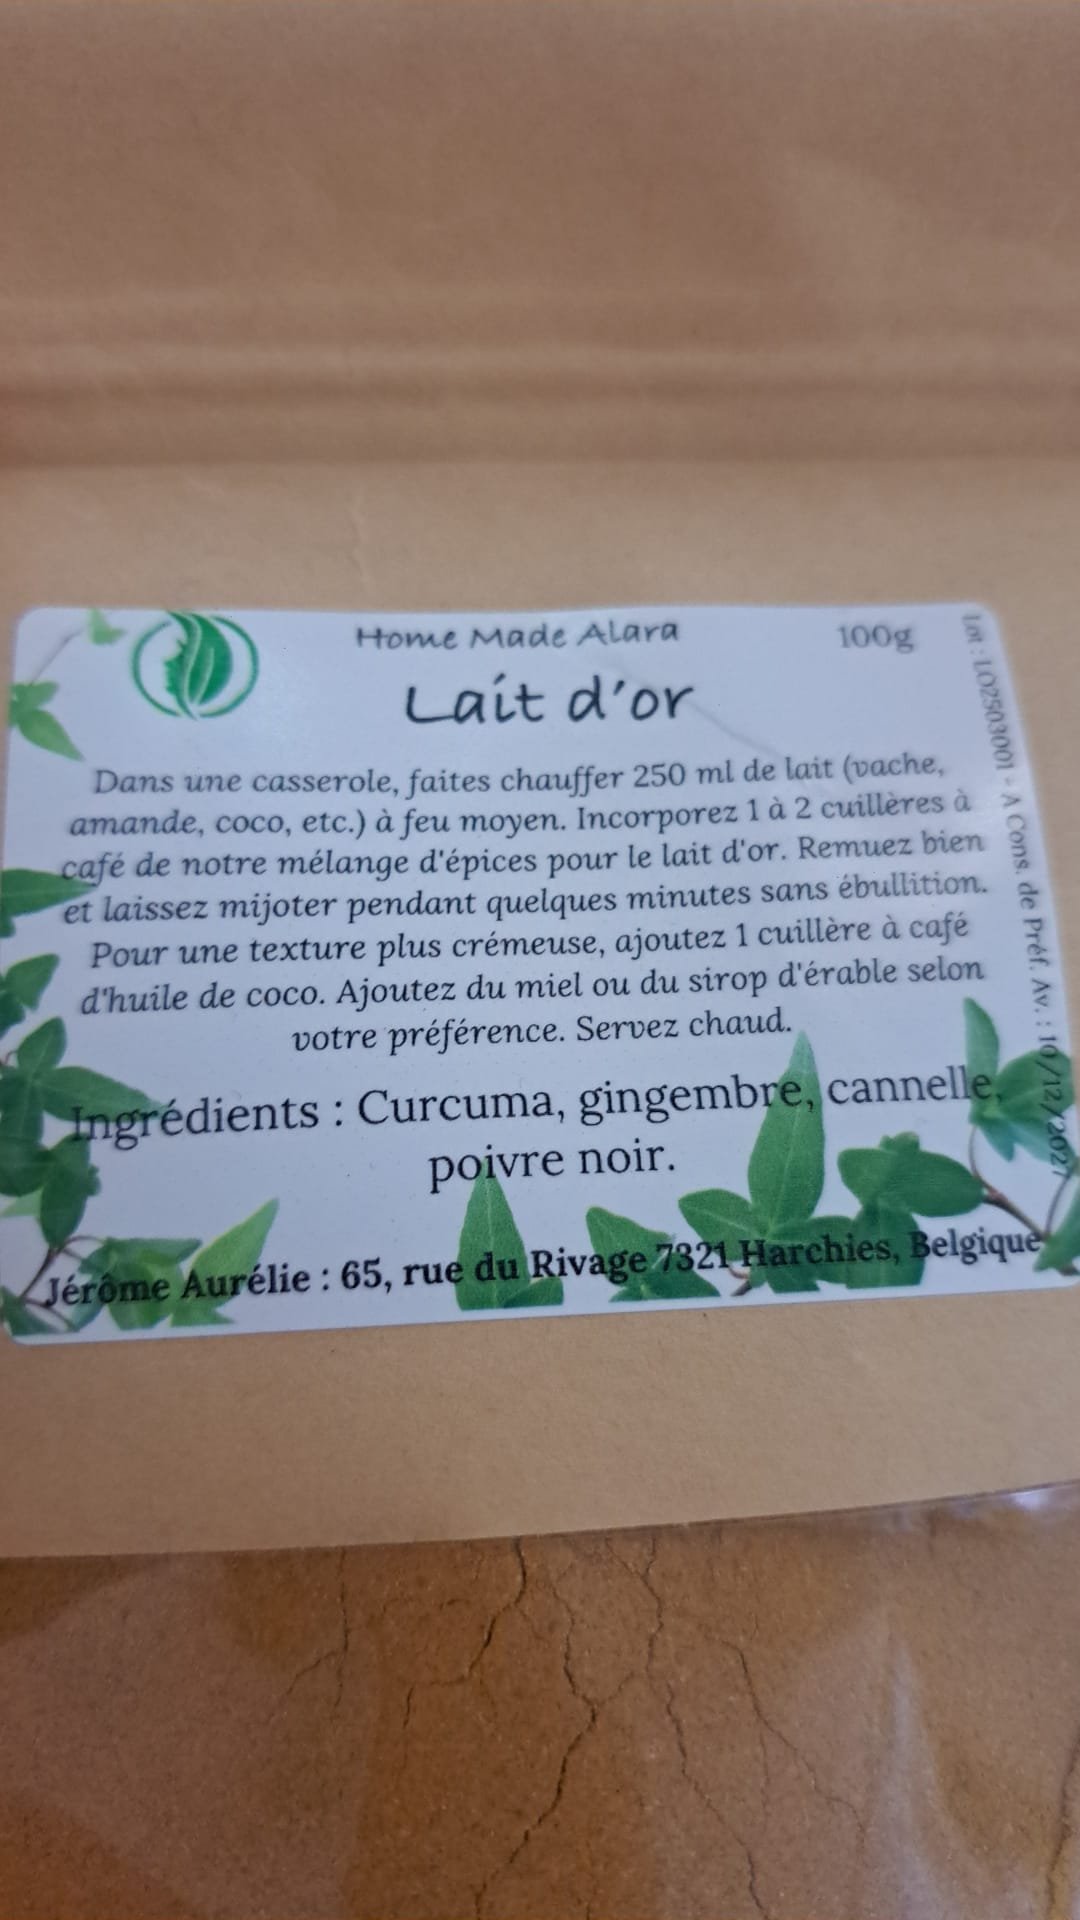 Home Made Alara
100g
Lait d'or
Dans une casserole, faites chauffer 250 ml de lait (vache,
amande, coco, etc.) à feu moyen. Incorporez 1 à 2 cuillères à
café de notre mélange d'épices pour le lait d'or. Remuez bien
et laissez mijoter pendant quelques minutes sans ébullition.
Pour une texture plus crémeuse, ajoutez 1 cuillère à café
d'huile de coco. Ajoutez du miel ou du sirop d'érable selon
votre préférence. Servez chaud.
Ingrédients : Curcuma, gingembre, cannelle,
poivre noir.
Jérôme Aurélie : 65, rue du Rivage 7321 Harchies, Belgique
Lot : LO2503001 - A Cons. de Préf. Av. : 10/12/2027